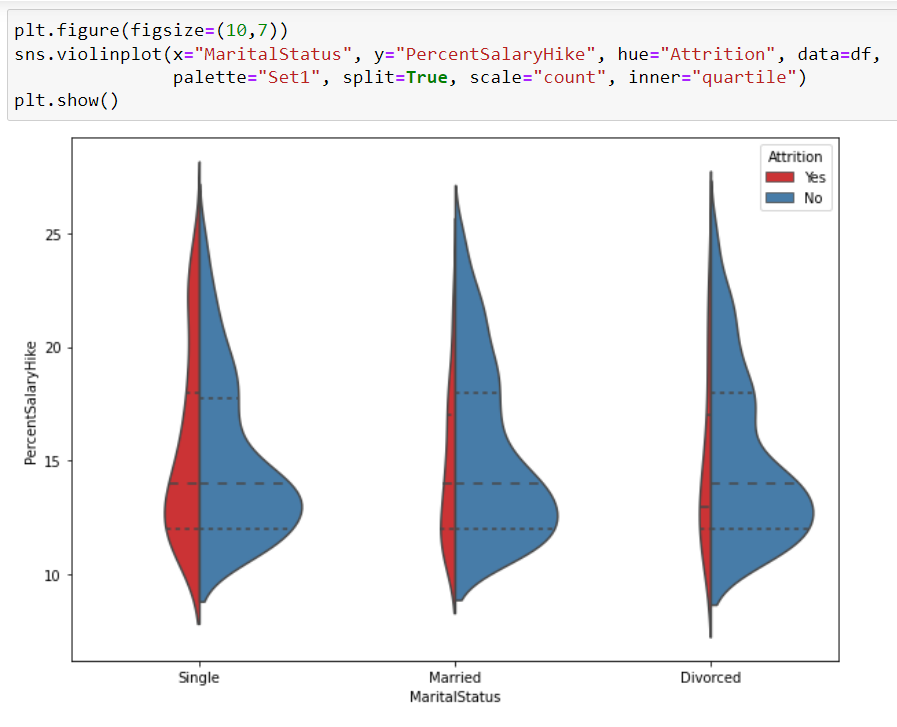 plt.figure(figsize=(10,7))
sns.violinplot(x="MaritalStatus", y="PercentSalaryHike", hue="Attrition", data=df,
palette="Set1", split=True, scale="count", inner="quartile")
plt.show()
Attrition
Yes
No
25
20
15
10
PercentSalaryHike
Single
Married
Divorced
MaritalStatus